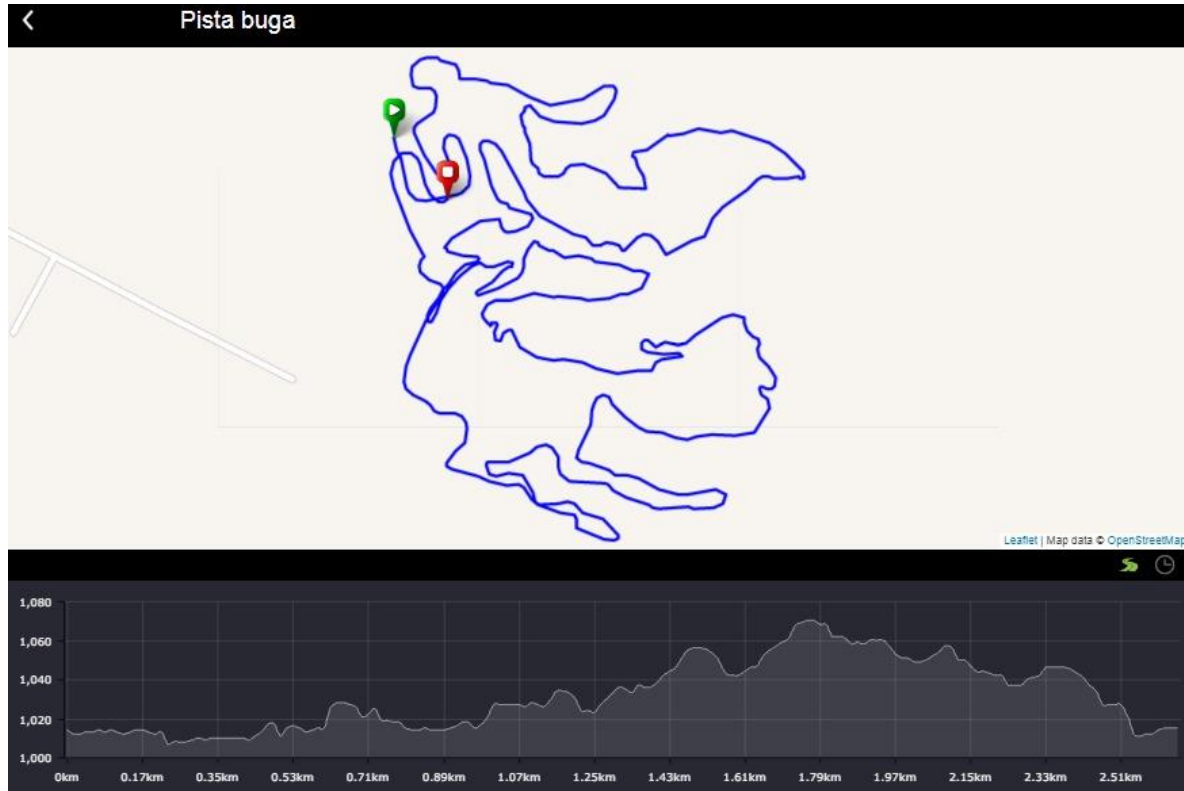 Pista buga
Leaflet | Map data © OpenStreetMap
1,080
1,060
1,040
1,020
1,000
0km 0.17km 0.35km 0.53km 0.71km 0.89km 1.07km 1.25km 1.43km 1.61km 1.79km 1.97km 2.15km 2.33km 2.51km